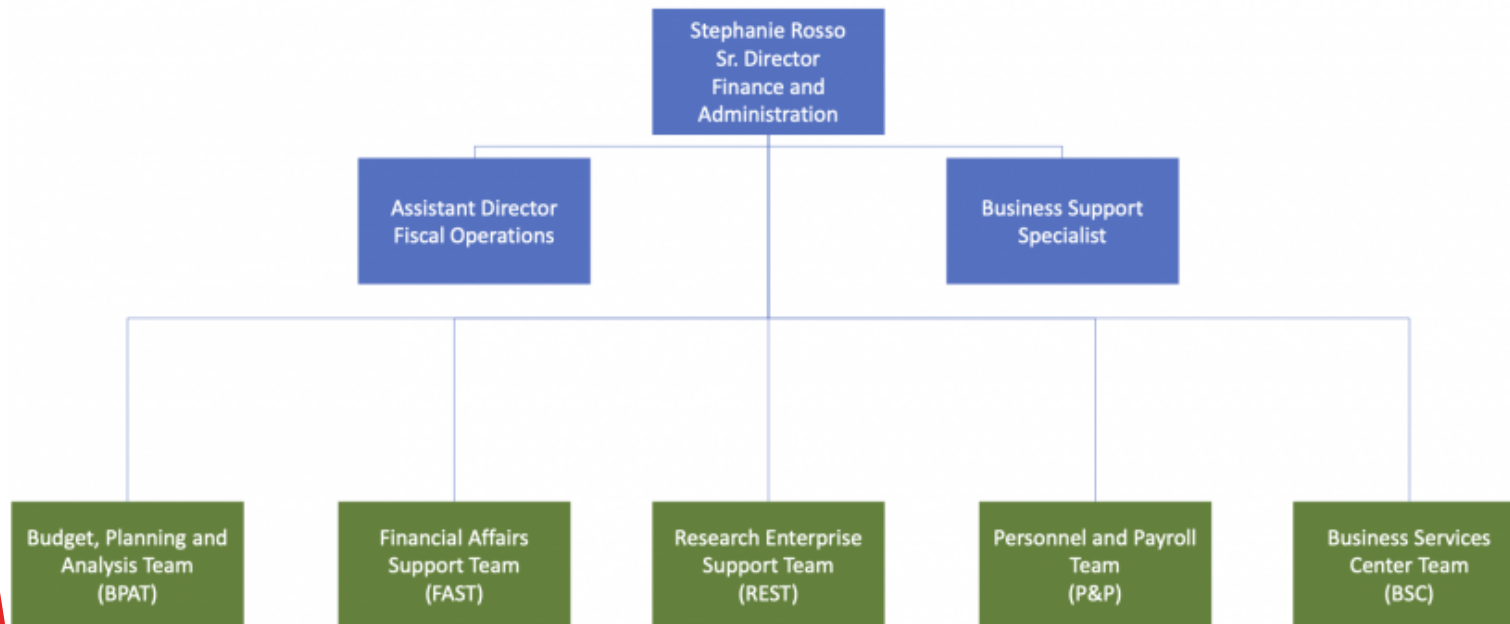 Stephanie Rosso
Sr. Director
Finance and
Administration
Assistant Director
Fiscal Operations
Business Support
Specialist
Budget, Planning and
Analysis Team
(BPAT)
Financial Affairs
Support Team
(FAST)
Research Enterprise
Support Team
(REST)
Personnel and Payroll
Team
(P&P)
Business Services
Center Team
(BSC)